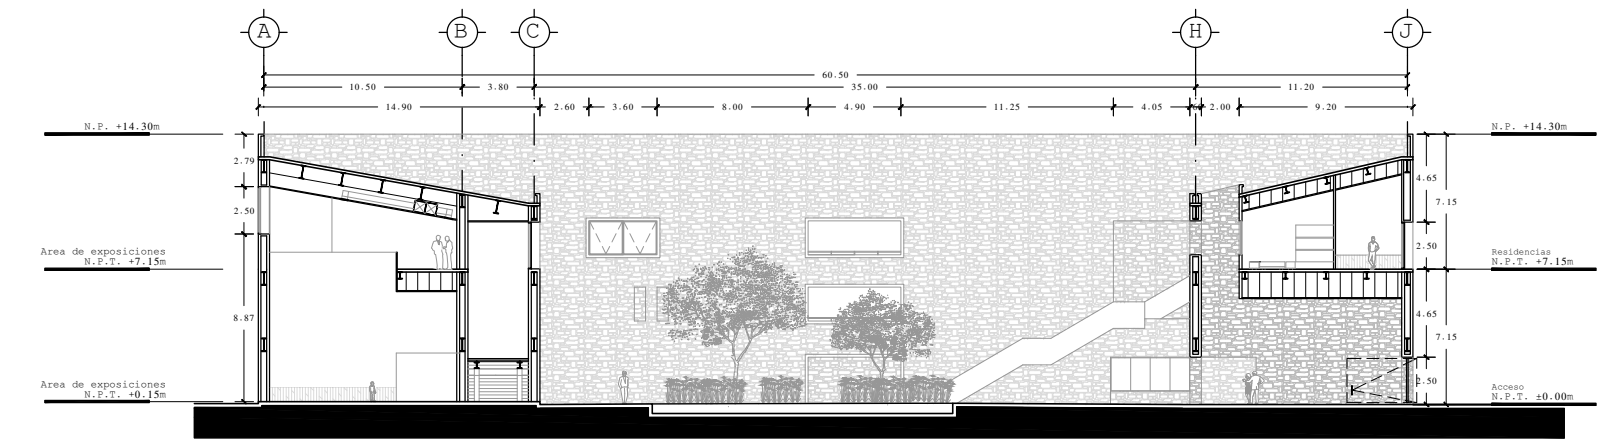 A B C H J
60.50
10.50 3.80 35.00 11.20
14.90 2.60 3.60 8.00 4.90 11.25 4.05 2.00 9.20
N.P. +14.30m
N.P. +14.30m
2.79
4.65
7.15
2.50
2.50
Area de exposiciones
N.P.T. +7.15m
Residencias
N.P.T. +7.15m
8.87
4.65
7.15
2.50
Area de exposiciones
N.P.T. +0.15m
Acceso
N.P.T. ±0.00m